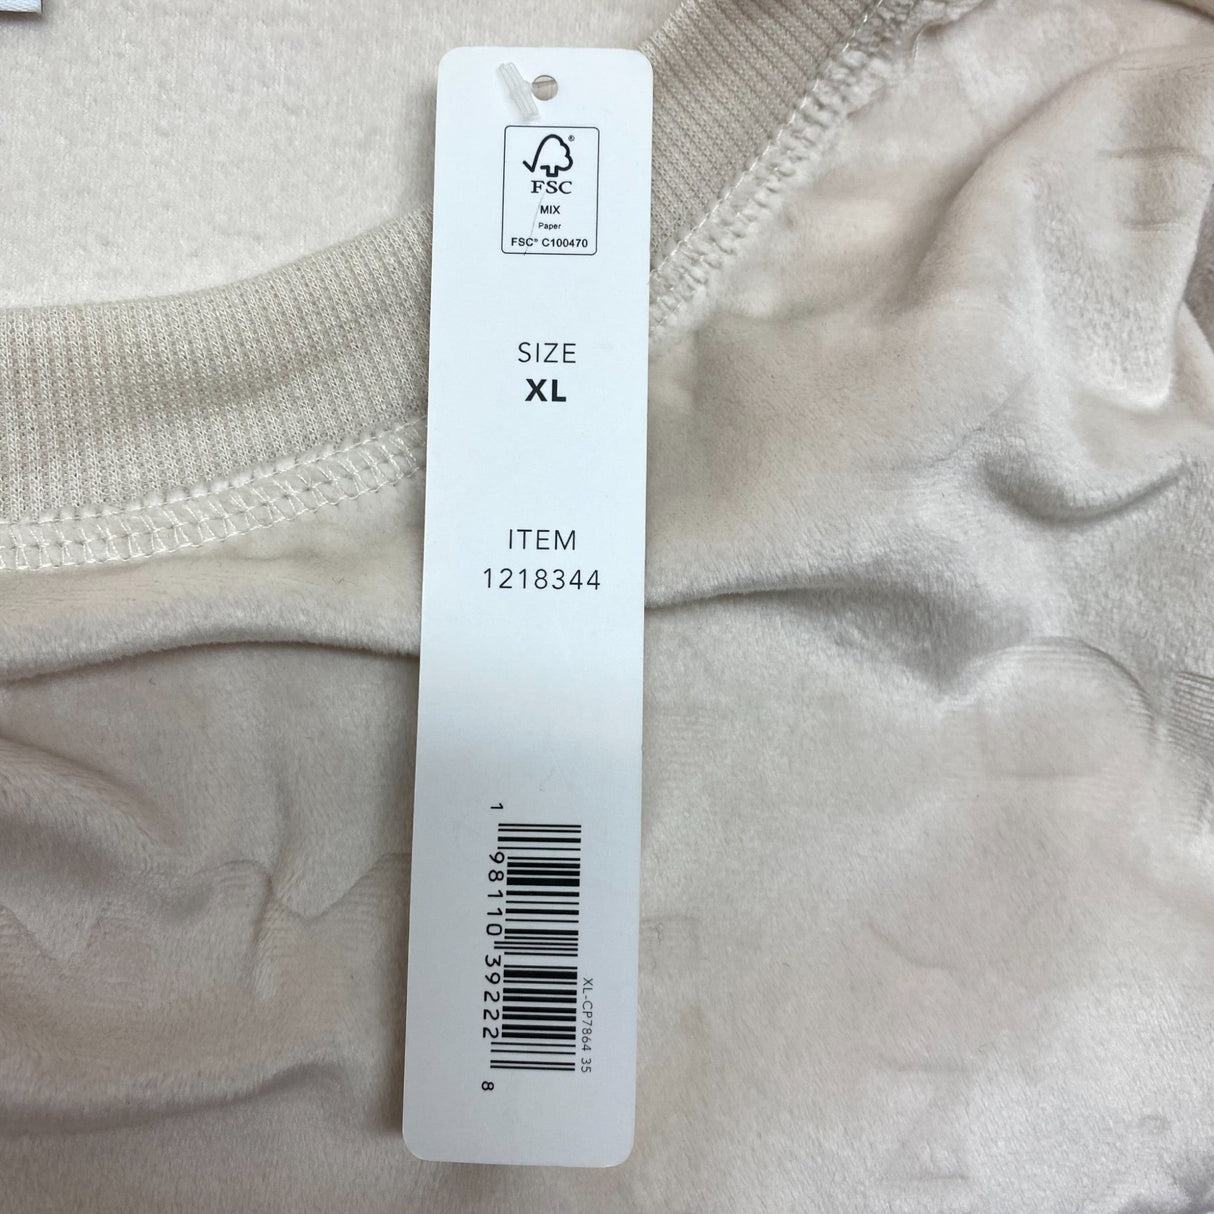 FSC
MIX
Paper
FSC® C100470
SIZE
XL
ITEM
1218344
1 98110 39222 8
XL-CP7864 35